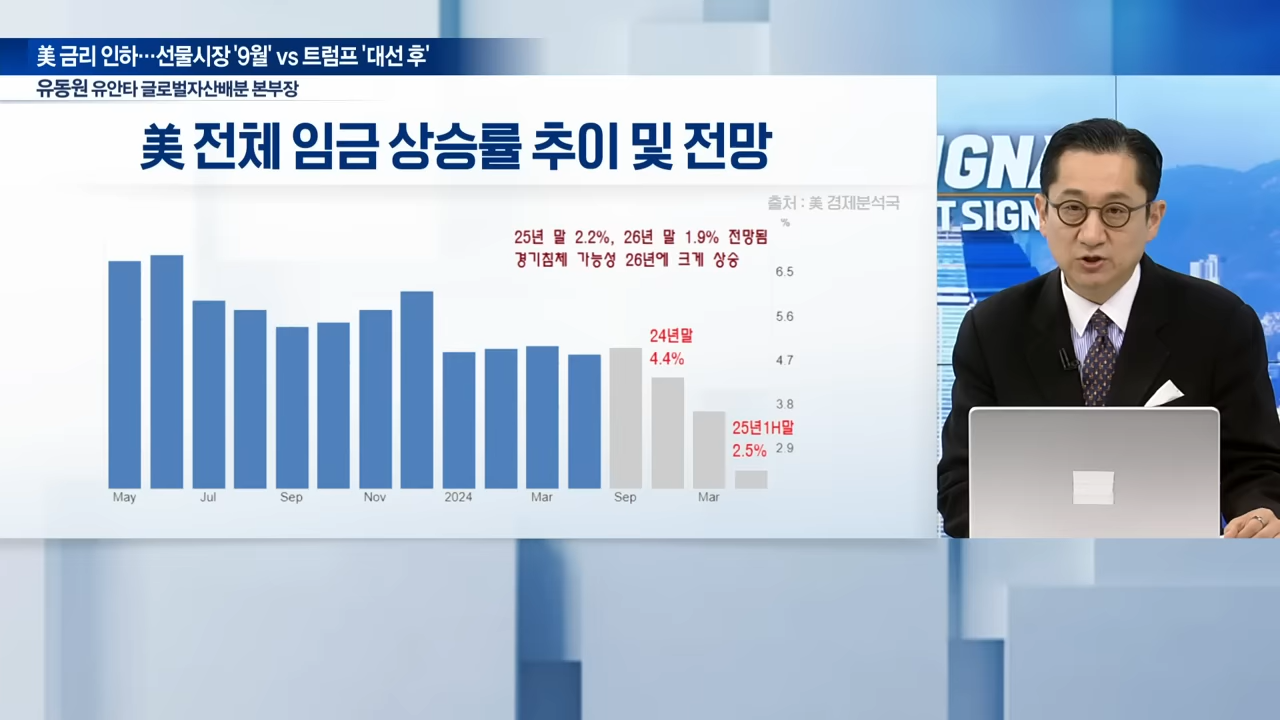 美 금리 인하…선물시장 '9월' vs 트럼프 '대선 후'
유동원 유안타 글로벌자산배분 본부장
美 전체 임금 상승률 추이 및 전망
출처 : 美 경제분석국
%
25년 말 2.2%, 26년 말 1.9% 전망됨
경기침체 가능성 26년에 크게 상승
6.5
5.6
4.7
3.8
2.9
24년말
4.4%
25년1H말
2.5%
May Jul Sep Nov 2024 Mar Sep Mar
IGNA
T SIGN